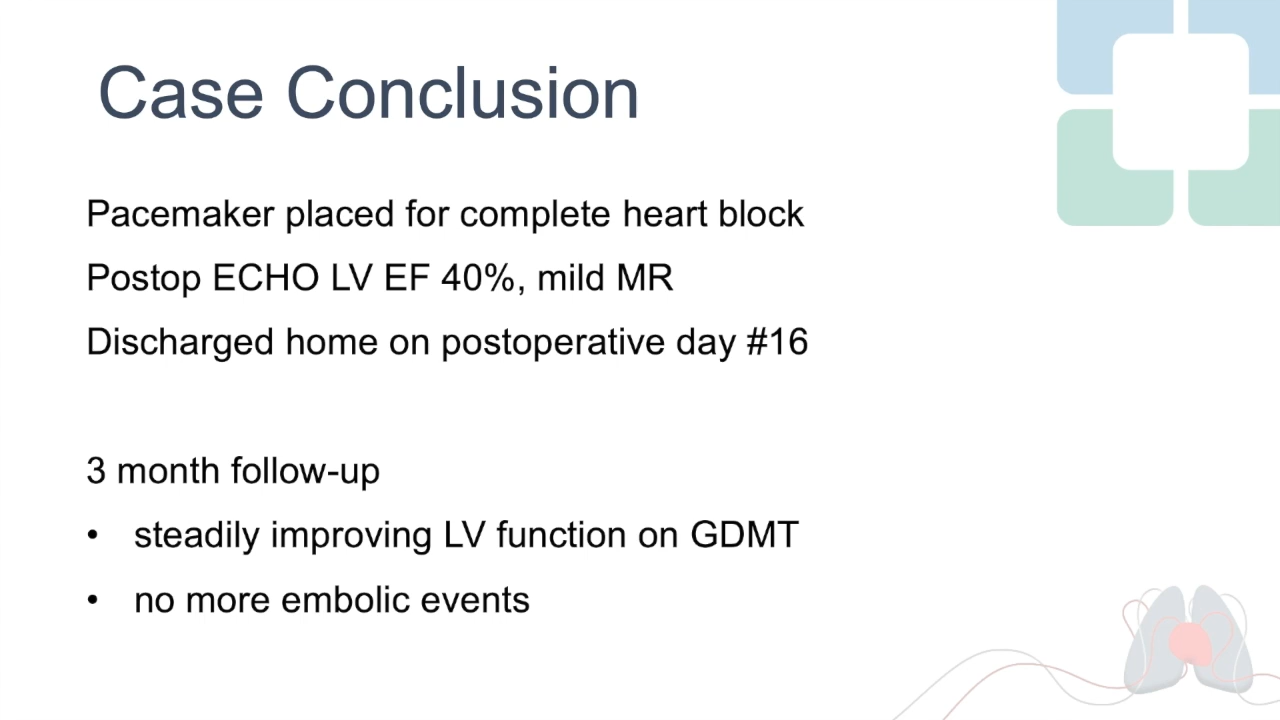 Case Conclusion
Pacemaker placed for complete heart block
Postop ECHO LV EF 40%, mild MR
Discharged home on postoperative day #16
3 month follow-up
• steadily improving LV function on GDMT
• no more embolic events